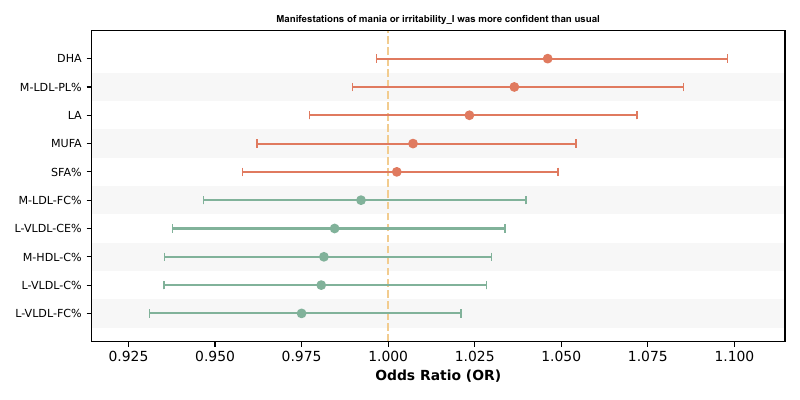 Manifestations of mania or irritability_I was more confident than usual
DHA
M-LDL-PL%
LA
MUFA
SFA%
M-LDL-FC%
L-VLDL-CE%
M-HDL-C%
L-VLDL-C%
L-VLDL-FC%
0.925 0.950 0.975 1.000 1.025 1.050 1.075 1.100
Odds Ratio (OR)